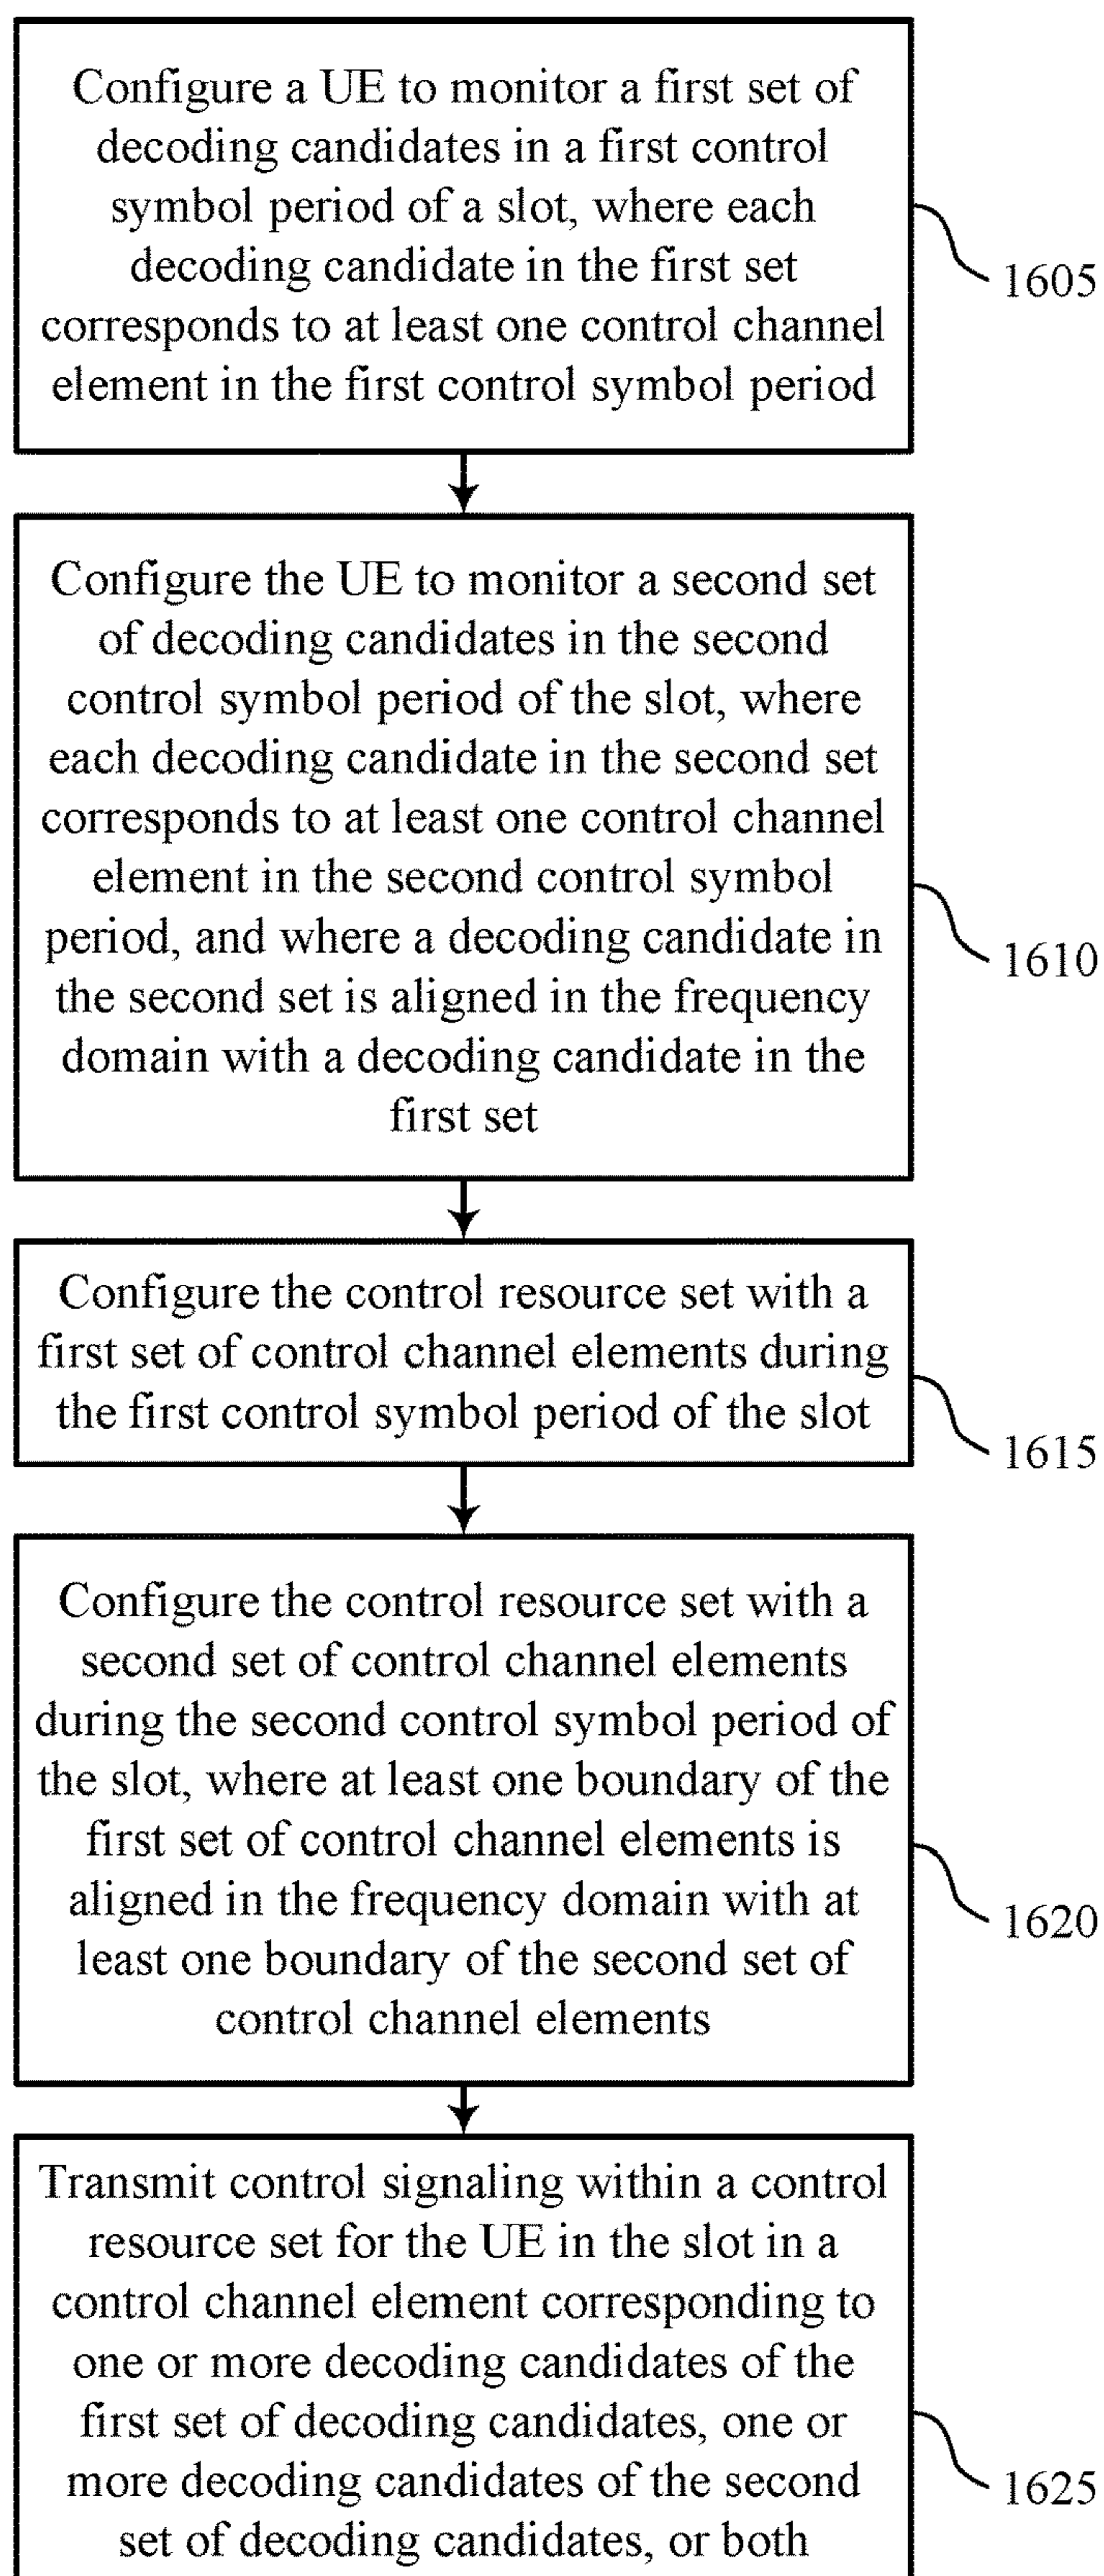 Configure a UE to monitor a first set of
decoding candidates in a first control
symbol period of a slot, where each
decoding candidate in the first set
corresponds to at least one control channel
element in the first control symbol period
1605
Configure the UE to monitor a second set
of decoding candidates in the second
control symbol period of the slot, where
each decoding candidate in the second set
corresponds to at least one control channel
element in the second control symbol
period, and where a decoding candidate in
the second set is aligned in the frequency
domain with a decoding candidate in the
first set
1610
Configure the control resource set with a
first set of control channel elements during
the first control symbol period of the slot
1615
Configure the control resource set with a
second set of control channel elements
during the second control symbol period of
the slot, where at least one boundary of the
first set of control channel elements is
aligned in the frequency domain with at
least one boundary of the second set of
control channel elements
1620
Transmit control signaling within a control
resource set for the UE in the slot in a
control channel element corresponding to
one or more decoding candidates of the
first set of decoding candidates, one or
more decoding candidates of the second
set of decoding candidates, or both
1625